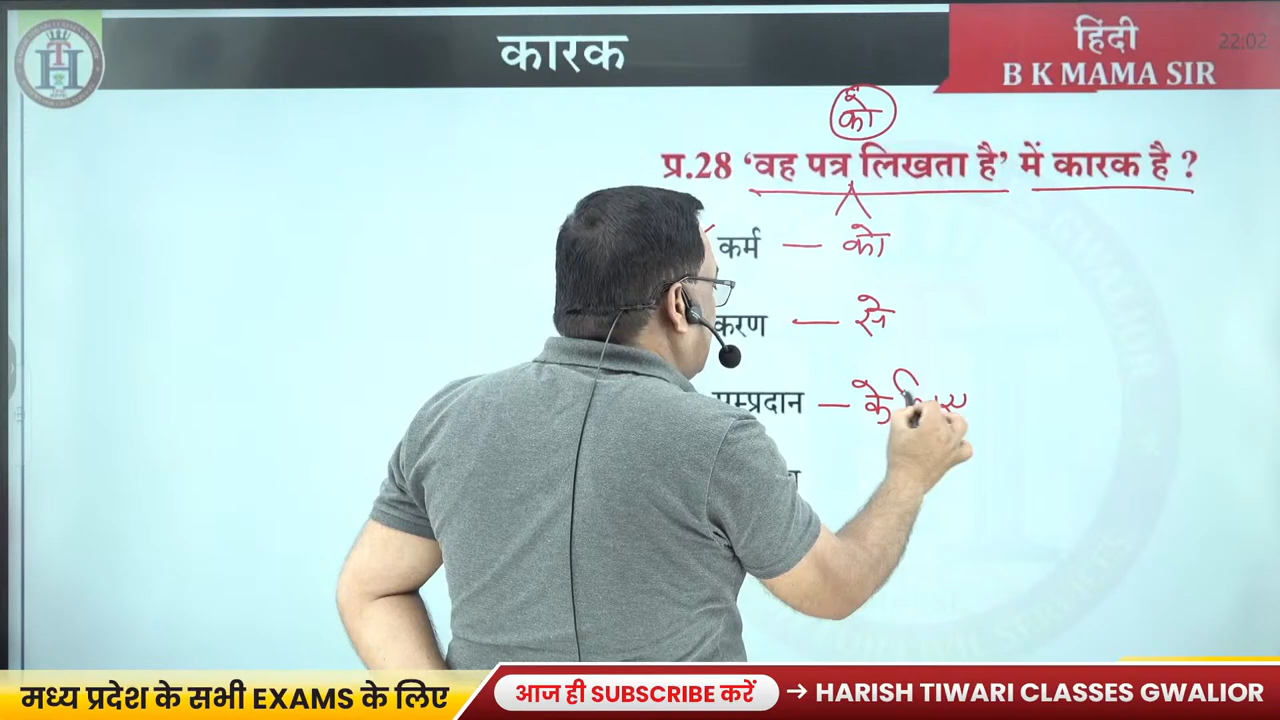 कारक
हिंदी
22:02
B K MAMA SIR
को
प्र.28 ‘वह पत्र लिखता है’ में कारक है ?
कर्म — को
करण — से
सम्प्रदान — के लिए
मध्य प्रदेश के सभी EXAMS के लिए
आज ही SUBSCRIBE करें
→ HARISH TIWARI CLASSES GWALIOR